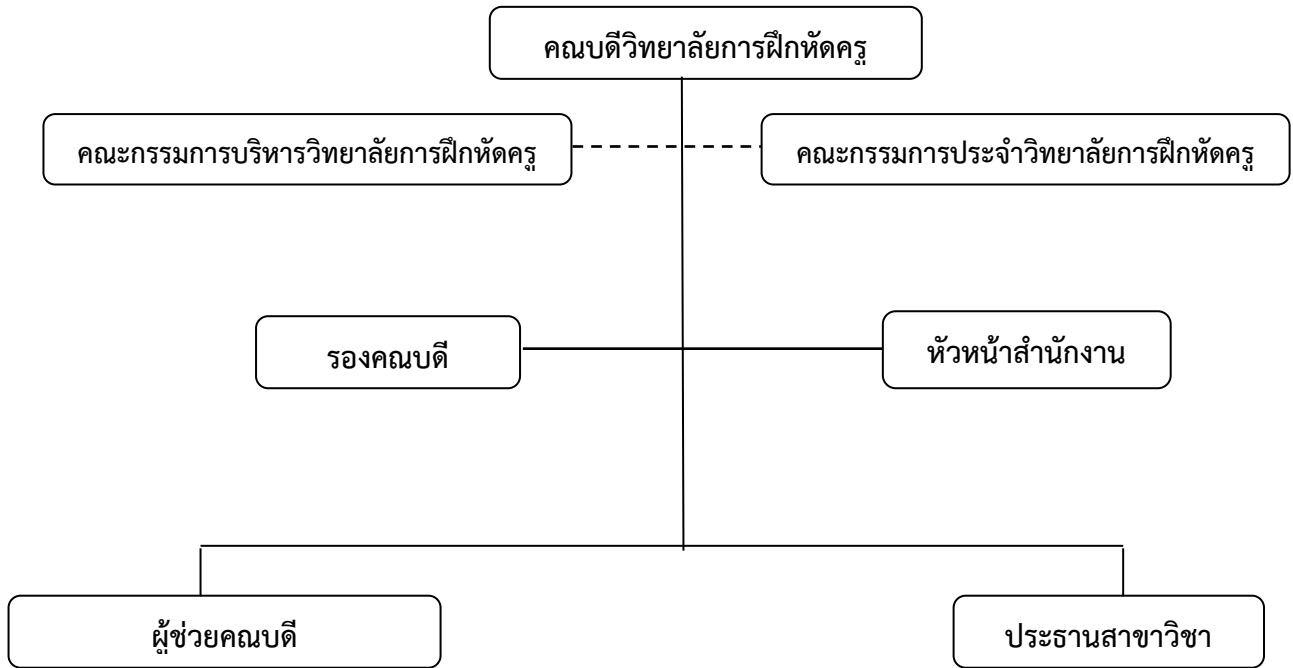 คณบดีวิทยาลัยการฝึกหัดครู
คณะกรรมการบริหารวิทยาลัยการฝึกหัดครู
คณะกรรมการประจำวิทยาลัยการฝึกหัดครู
รองคณบดี
หัวหน้าสำนักงาน
ผู้ช่วยคณบดี
ประธานสาขาวิชา